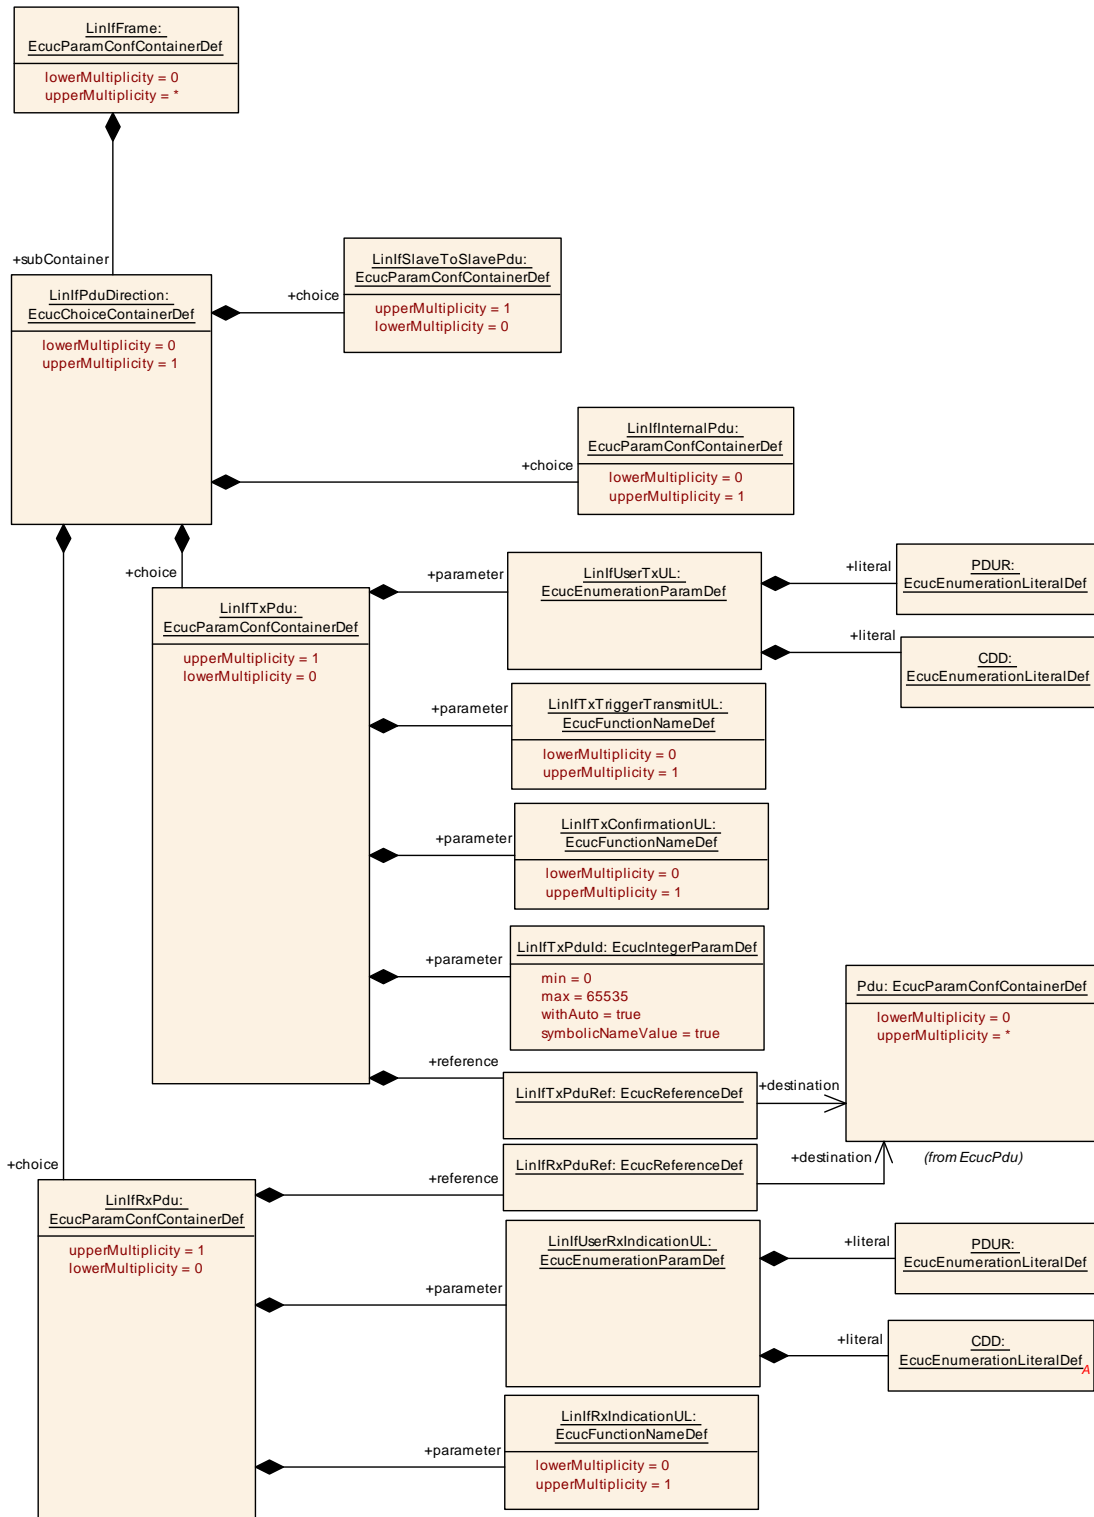 LinIfFrame:
EcucParamConfContainerDef
lowerMultiplicity = 0
upperMultiplicity = *
+subContainer
LinIfPduDirection:
EcucChoiceContainerDef
lowerMultiplicity = 0
upperMultiplicity = 1
+choice
LinIfSlaveToSlavePdu:
EcucParamConfContainerDef
upperMultiplicity = 1
lowerMultiplicity = 0
+choice
LinIfInternalPdu:
EcucParamConfContainerDef
lowerMultiplicity = 0
upperMultiplicity = 1
+choice
LinIfTxPdu:
EcucParamConfContainerDef
upperMultiplicity = 1
lowerMultiplicity = 0
+parameter
LinIfUserTxUL:
EcucEnumerationParamDef
+literal
PDUR:
EcucEnumerationLiteralDef
+literal
CDD:
EcucEnumerationLiteralDef
+parameter
LinIfTxTriggerTransmitUL:
EcucFunctionNameDef
lowerMultiplicity = 0
upperMultiplicity = 1
+parameter
LinIfTxConfirmationUL:
EcucFunctionNameDef
lowerMultiplicity = 0
upperMultiplicity = 1
+parameter
LinIfTxPduId: EcucIntegerParamDef
min = 0
max = 65535
withAuto = true
symbolicNameValue = true
+reference
LinIfTxPduRef: EcucReferenceDef
+destination
Pdu: EcucParamConfContainerDef
lowerMultiplicity = 0
upperMultiplicity = *
(from EcucPdu)
+choice
LinIfRxPdu:
EcucParamConfContainerDef
upperMultiplicity = 1
lowerMultiplicity = 0
+reference
LinIfRxPduRef: EcucReferenceDef
+destination
+parameter
LinIfUserRxIndicationUL:
EcucEnumerationParamDef
+literal
PDUR:
EcucEnumerationLiteralDef
+literal
CDD:
EcucEnumerationLiteralDef
A
+parameter
LinIfRxIndicationUL:
EcucFunctionNameDef
lowerMultiplicity = 0
upperMultiplicity = 1